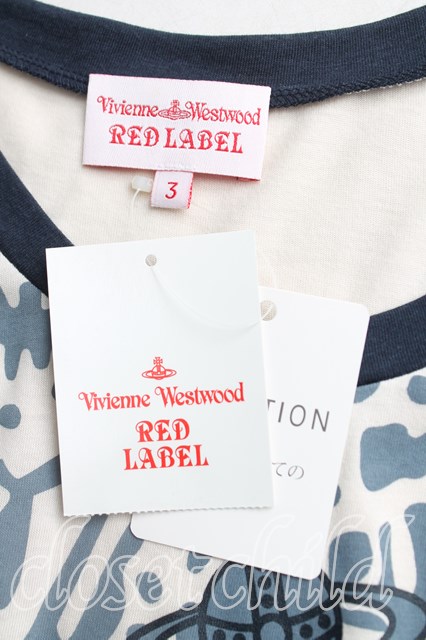 Vivienne Westwood
RED LABEL
3
Vivienne Westwood
RED
LABEL
TION
ての
closet child